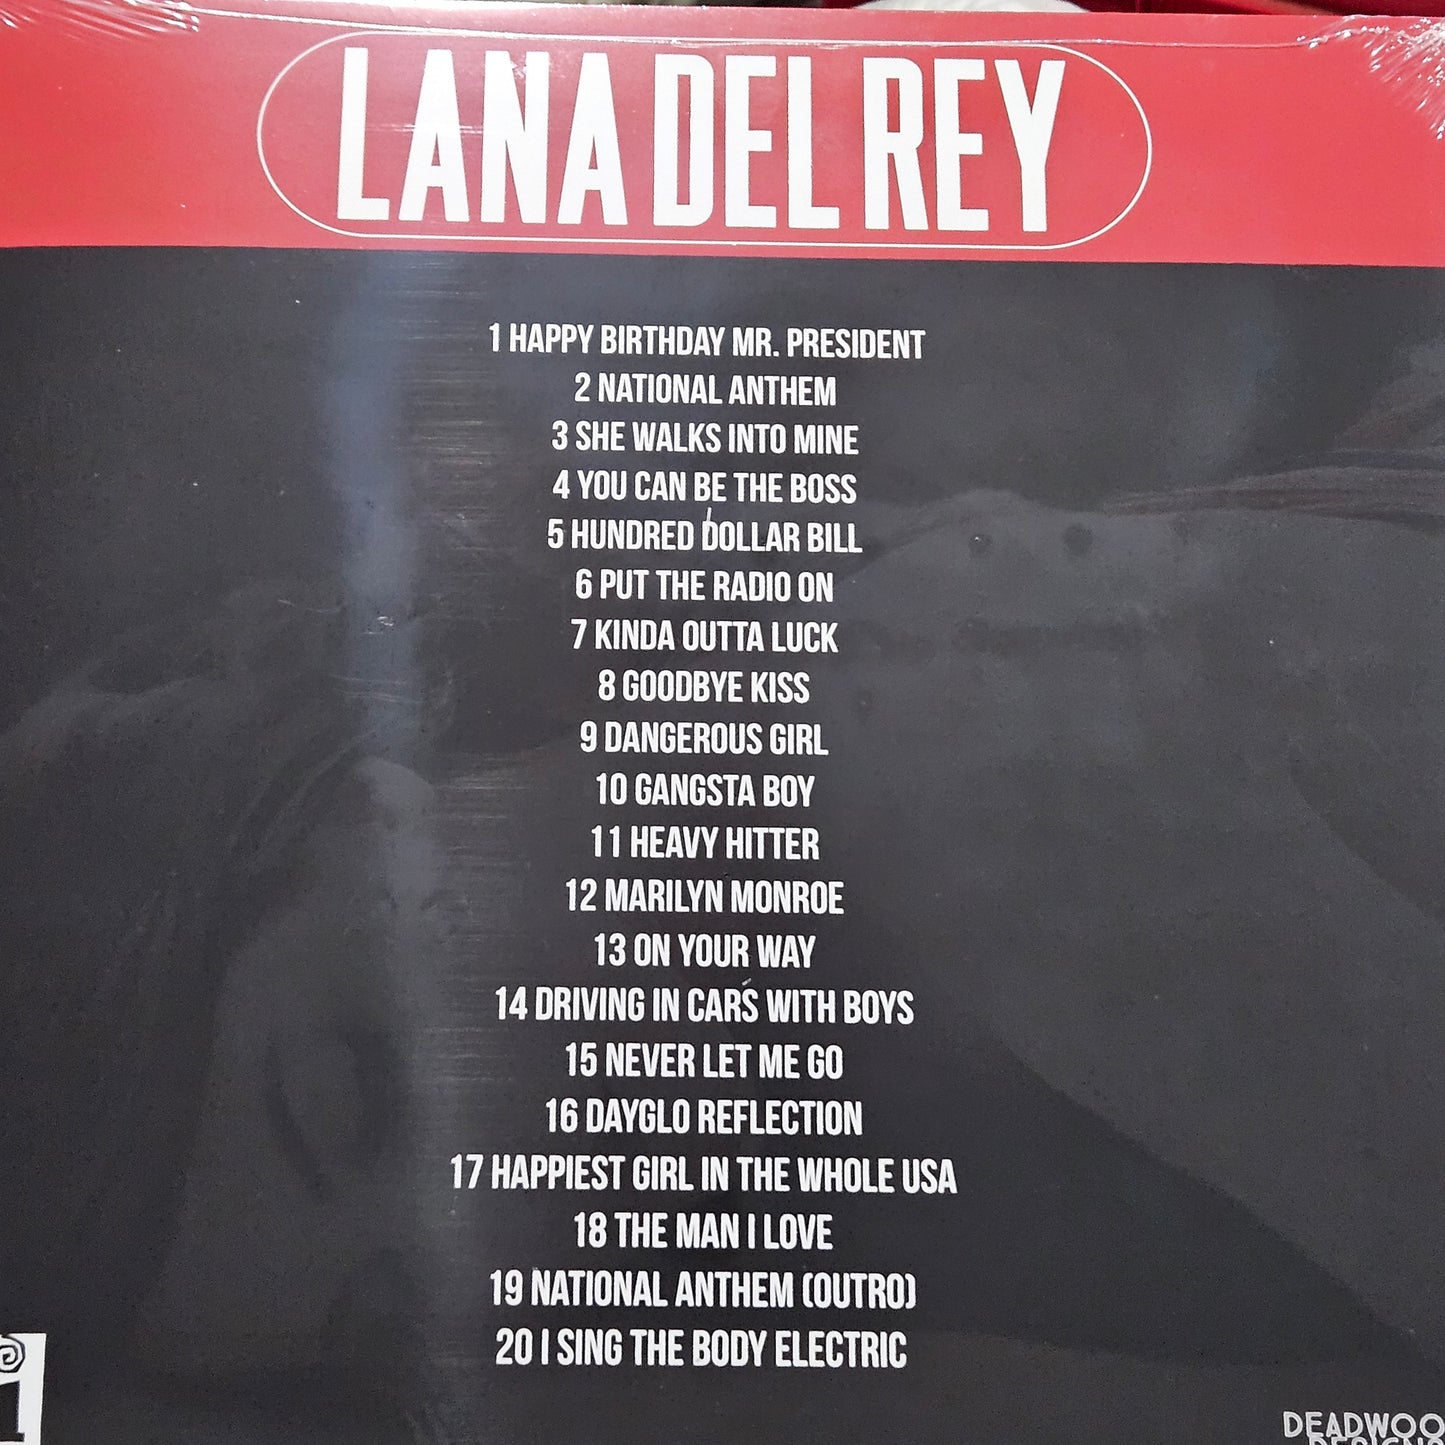 LANA DEL REY
1 HAPPY BIRTHDAY MR. PRESIDENT
2 NATIONAL ANTHEM
3 SHE WALKS INTO MINE
4 YOU CAN BE THE BOSS
5 HUNDRED DOLLAR BILL
6 PUT THE RADIO ON
7 KINDA OUTTA LUCK
8 GOODBYE KISS
9 DANGEROUS GIRL
10 GANGSTA BOY
11 HEAVY HITTER
12 MARILYN MONROE
13 ON YOUR WAY
14 DRIVING IN CARS WITH BOYS
15 NEVER LET ME GO
16 DAYGLO REFLECTION
17 HAPPIEST GIRL IN THE WHOLE USA
18 THE MAN I LOVE
19 NATIONAL ANTHEM (OUTRO)
20 I SING THE BODY ELECTRIC
DEADWOO